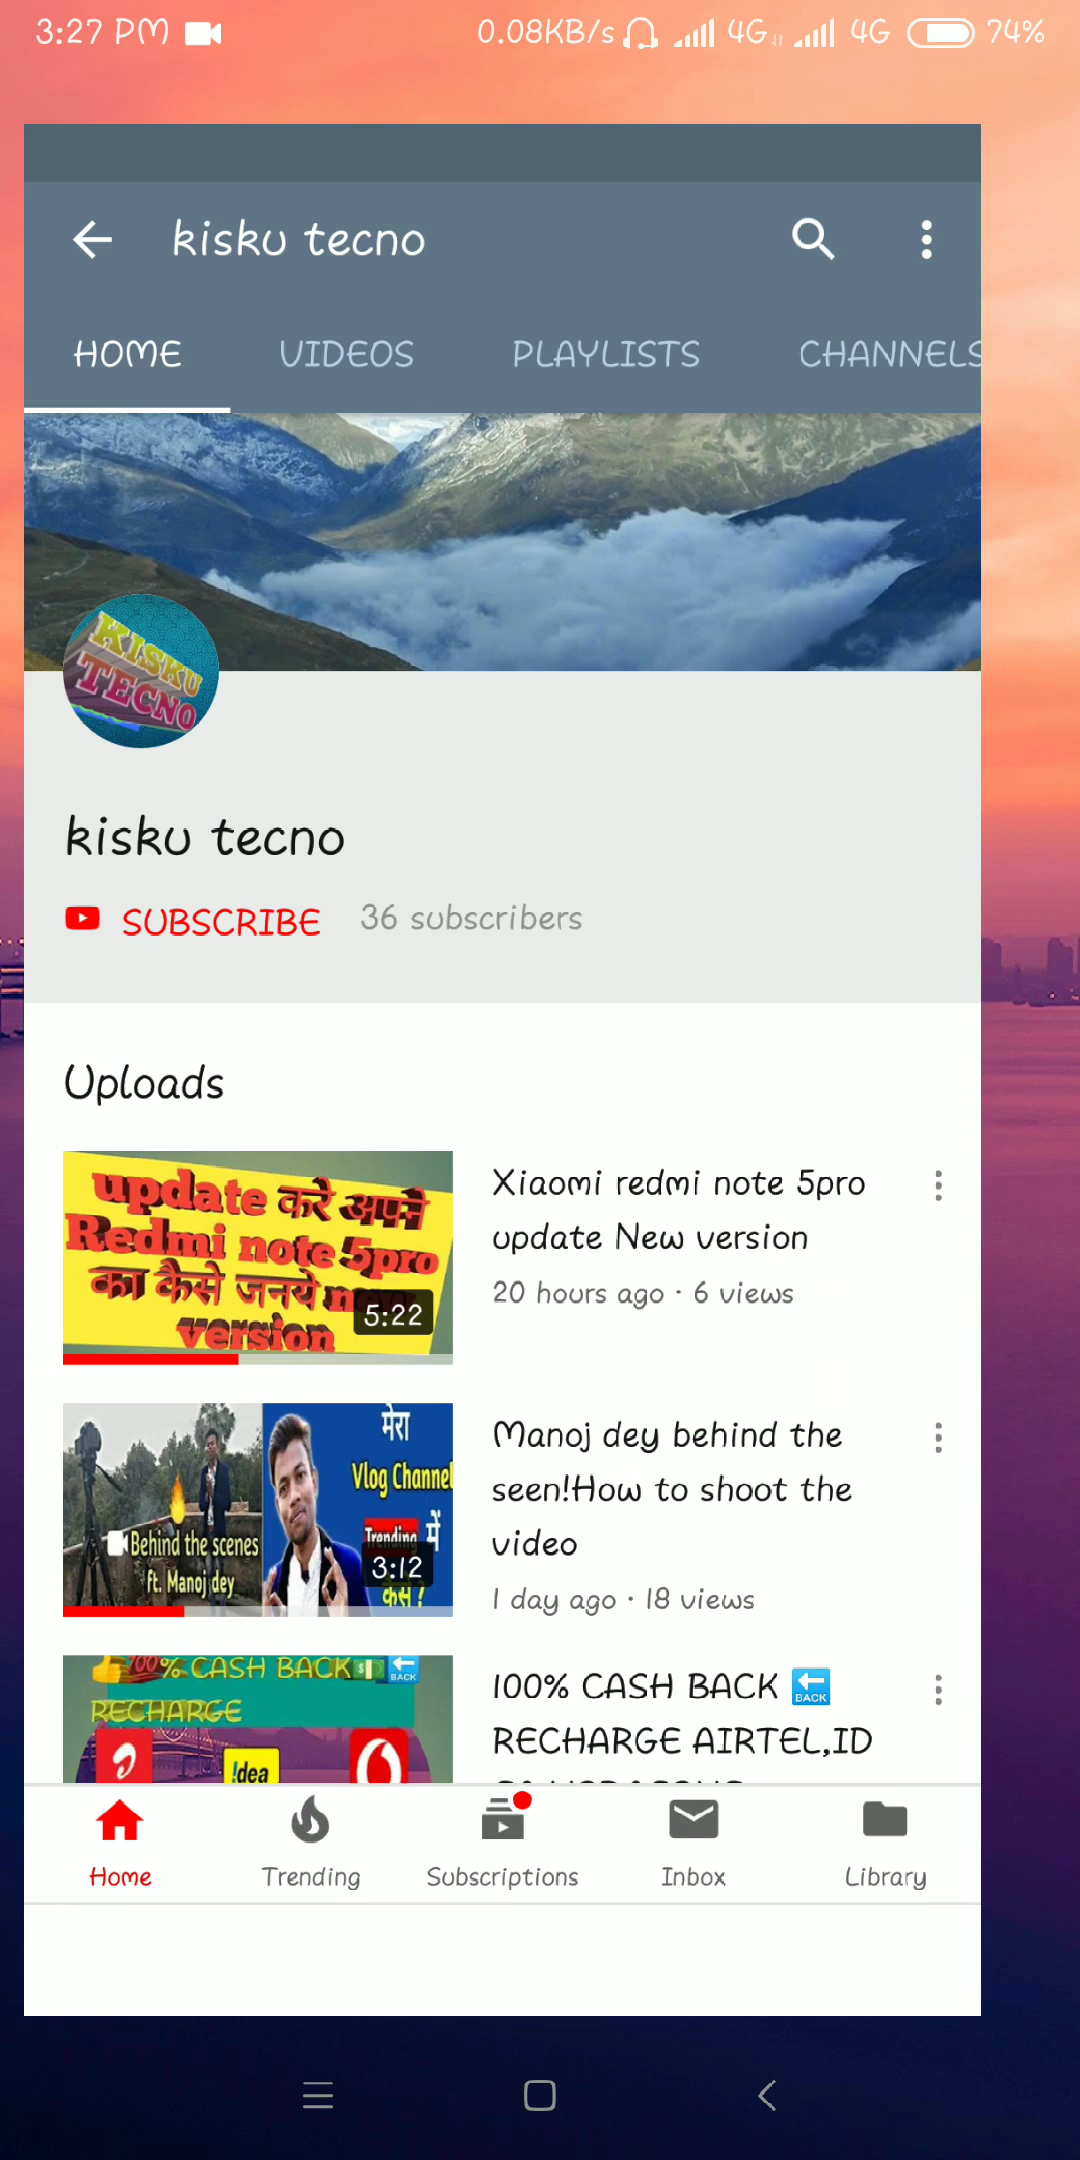 3:27 PM 0.08KB/s 4G 4G 74%
kisku tecno
HOME VIDEOS PLAYLISTS CHANNELS
KISKU
TECNO
kisku tecno
SUBSCRIBE 36 subscribers
Uploads
update करे अपने
Redmi note 5pro
का कैसे जनये new
version
5:22
Xiaomi redmi note 5pro
update New version
20 hours ago · 6 views
Behind the scenes
ft. Manoj dey
मेरा
Vlog Channel
Trending में
कैसे ?
3:12
Manoj dey behind the
seen!How to shoot the
video
1 day ago · 18 views
👍💯% CASH BACK💵🔙
RECHARGE
!dea
100% CASH BACK 🔙
RECHARGE AIRTEL,ID
Home Trending Subscriptions Inbox Library